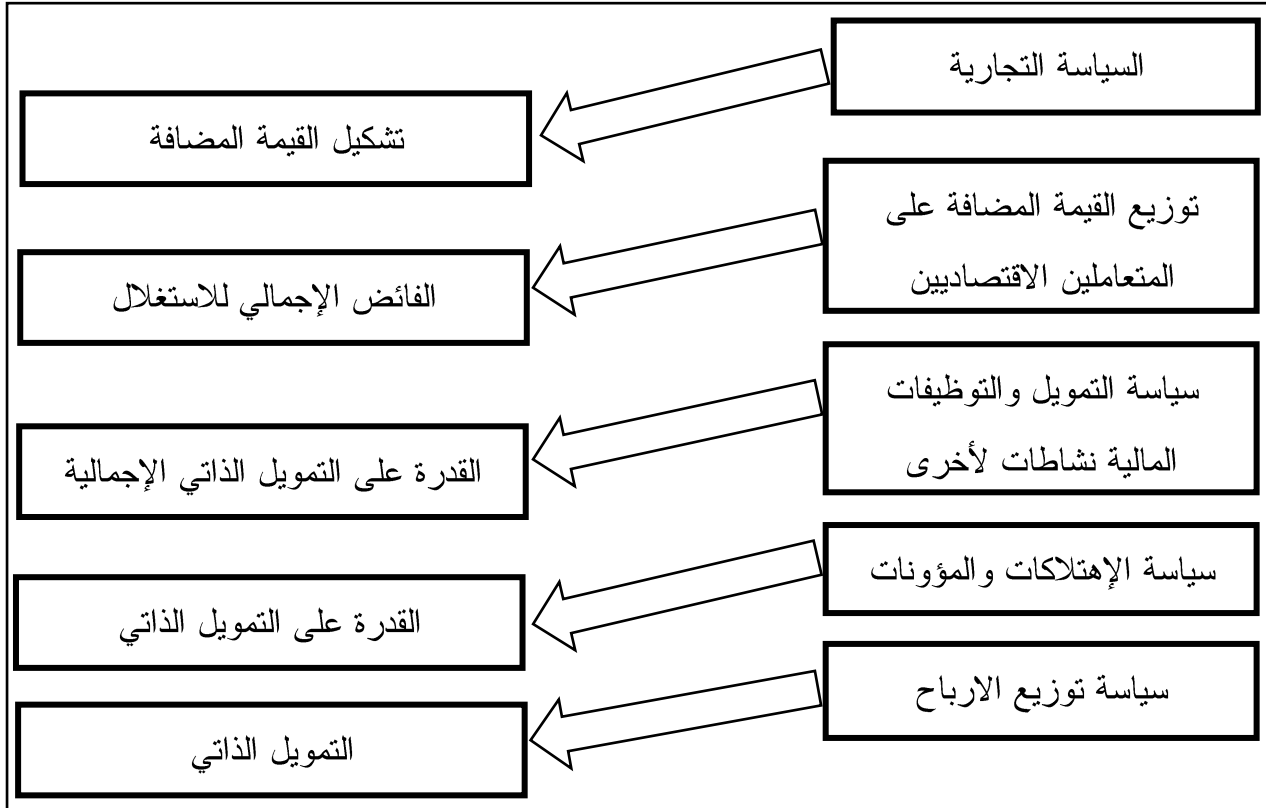 السياسة التجارية
تشكيل القيمة المضافة
توزيع القيمة المضافة على
المتعاملين الاقتصاديين
الفائض الإجمالي للاستغلال
سياسة التمويل والتوظيفات
المالية نشاطات لأخرى
القدرة على التمويل الذاتي الإجمالية
سياسة الإهتلاكات والمؤونات
القدرة على التمويل الذاتي
سياسة توزيع الارباح
التمويل الذاتي